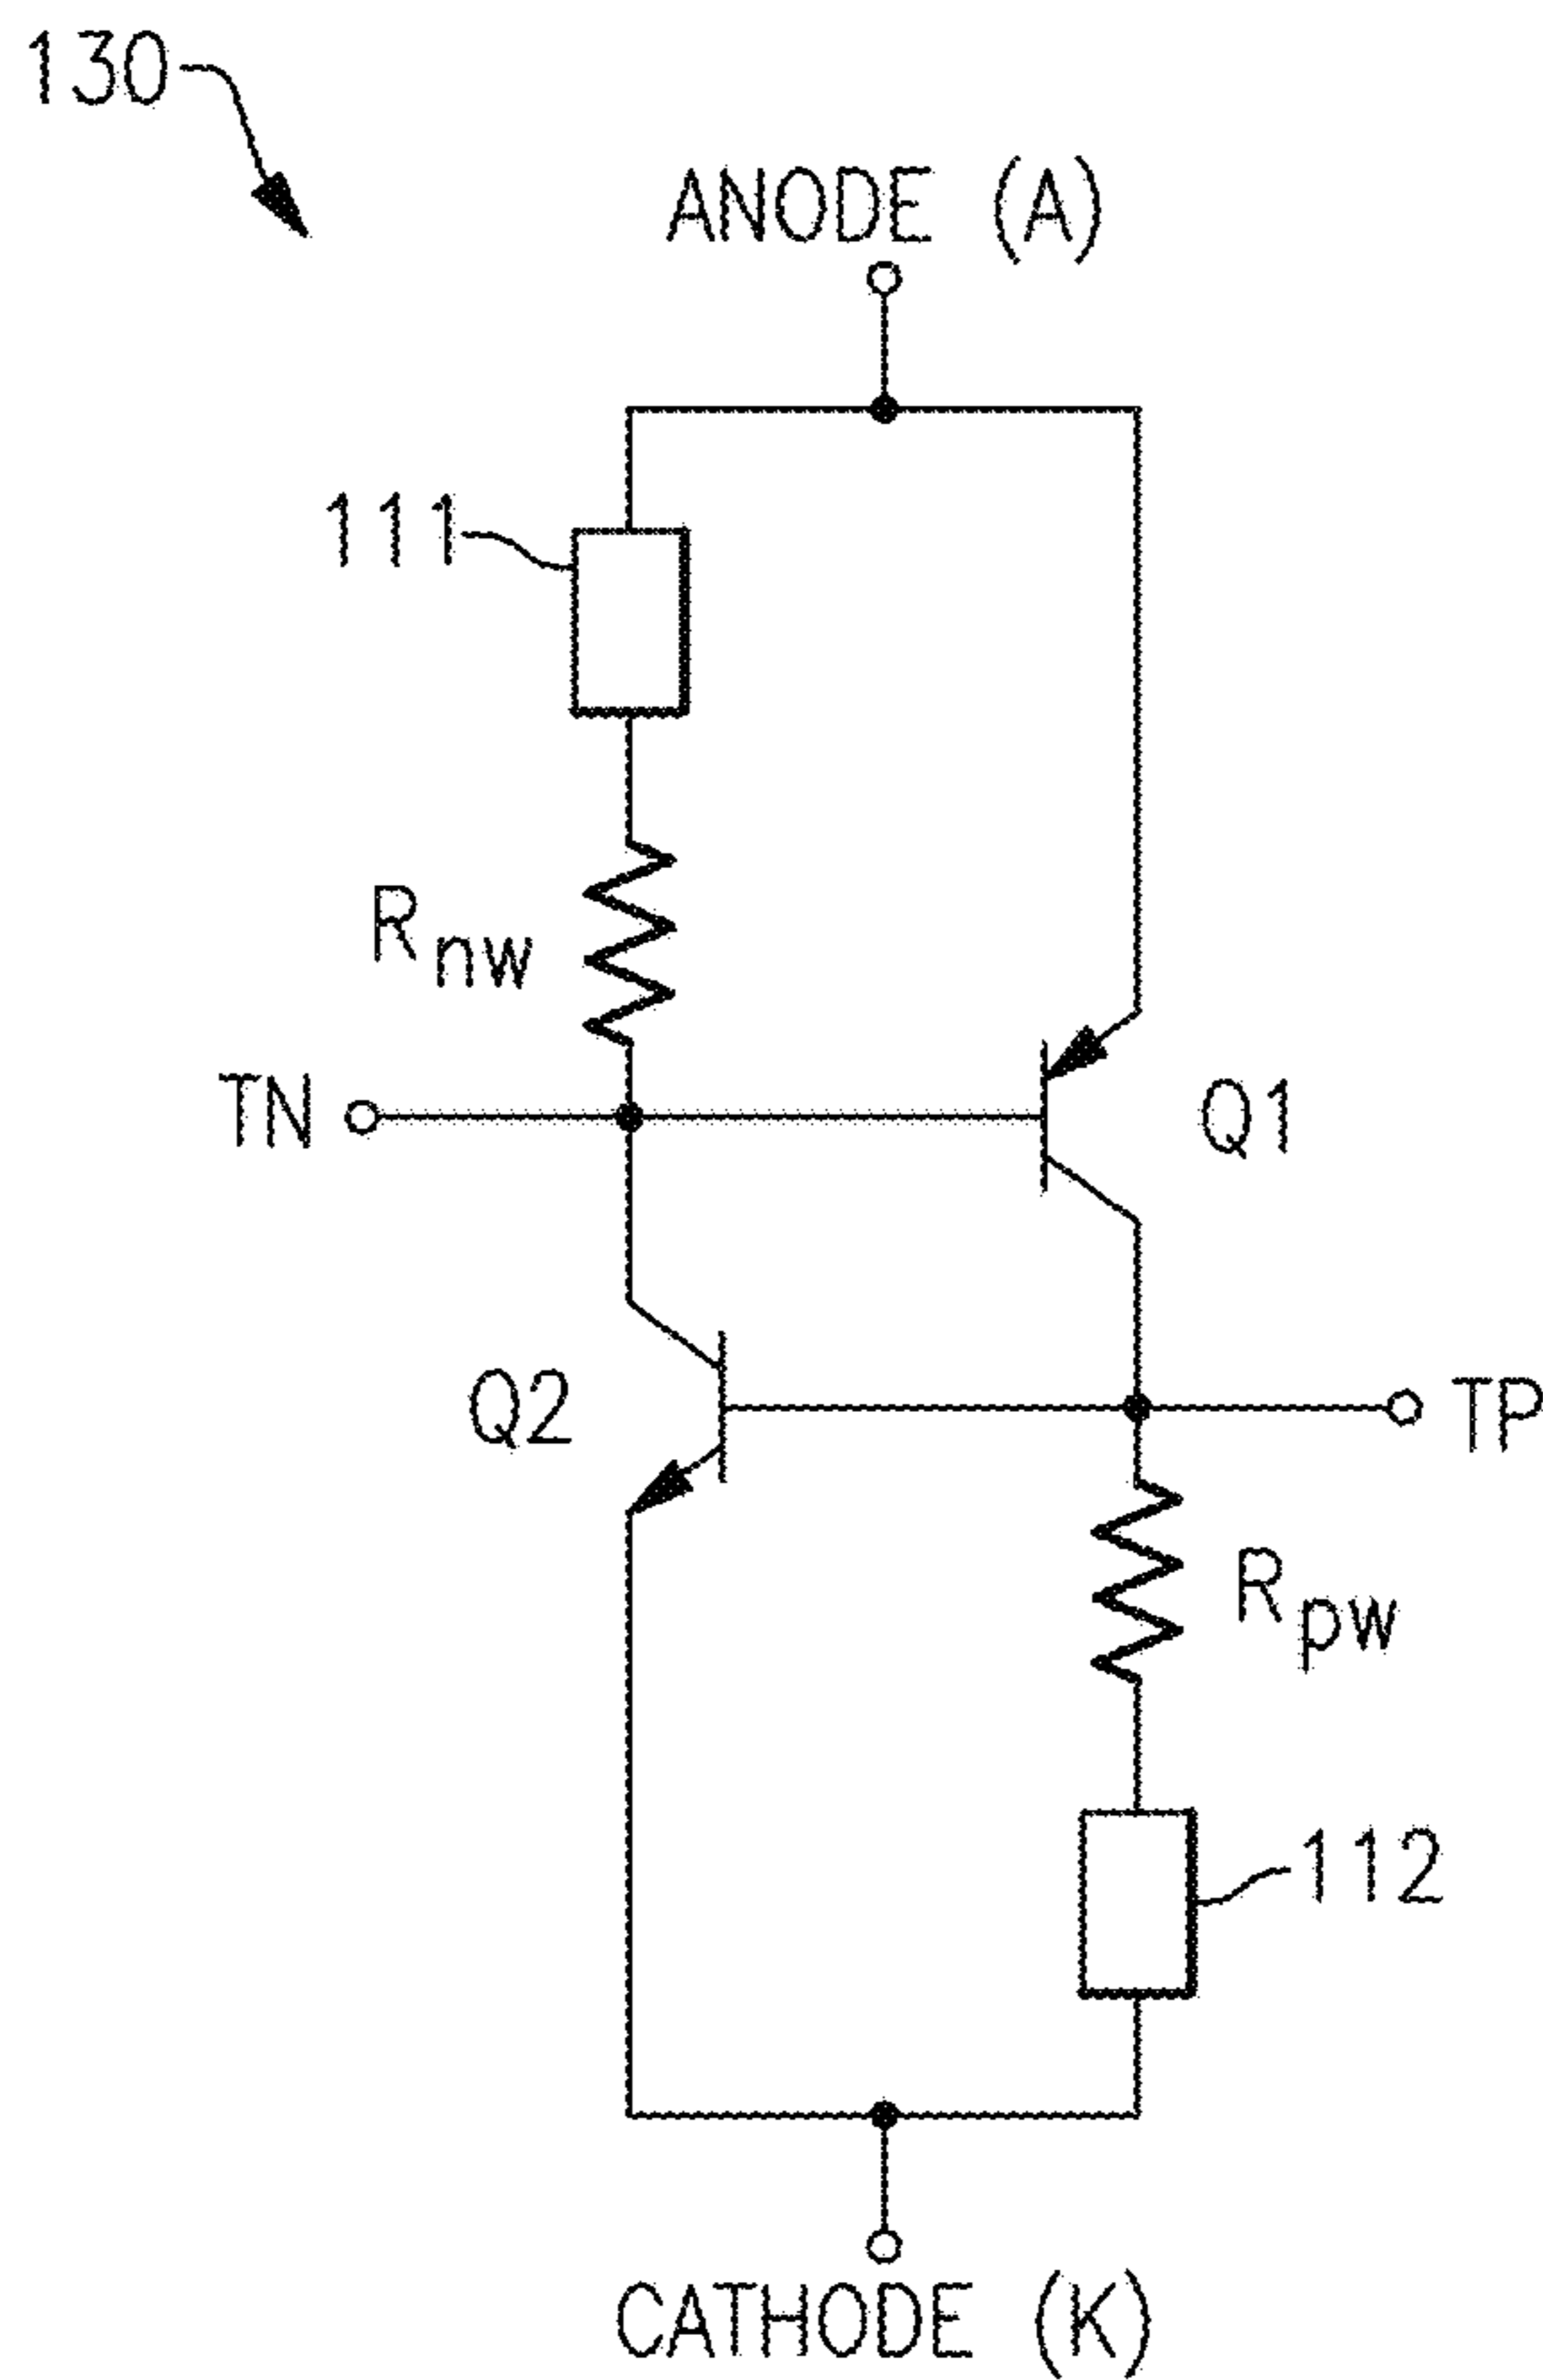 130
ANODE (A)
111
Rnw
TN
Q1
Q2
TP
Rpw
112
CATHODE (K)